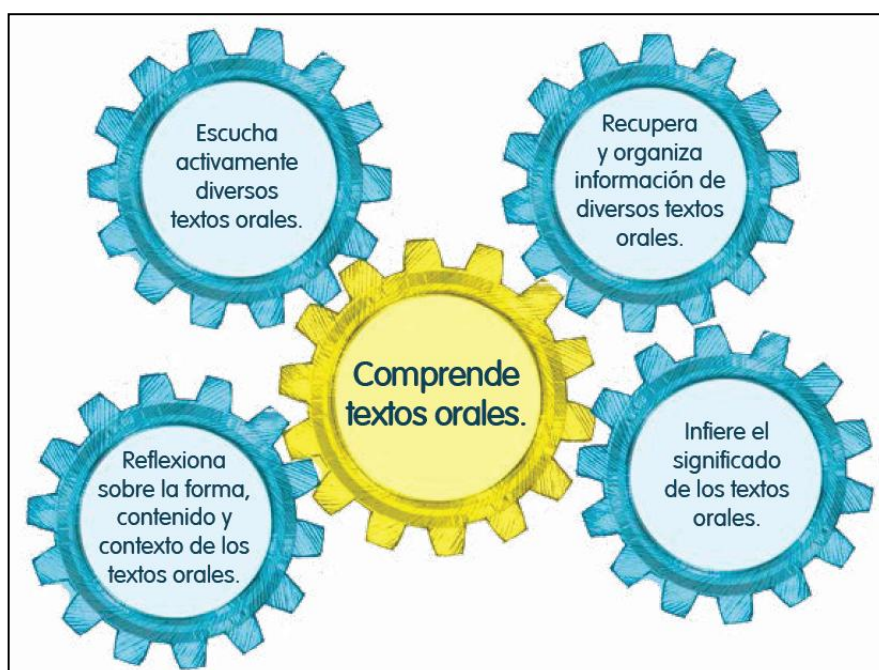 Escucha
activamente
diversos
textos orales.
Recupera
y organiza
información de
diversos textos
orales.
Comprende
textos orales.
Reflexiona
sobre la forma,
contenido y
contexto de los
textos orales.
Infiere el
significado
de los textos
orales.